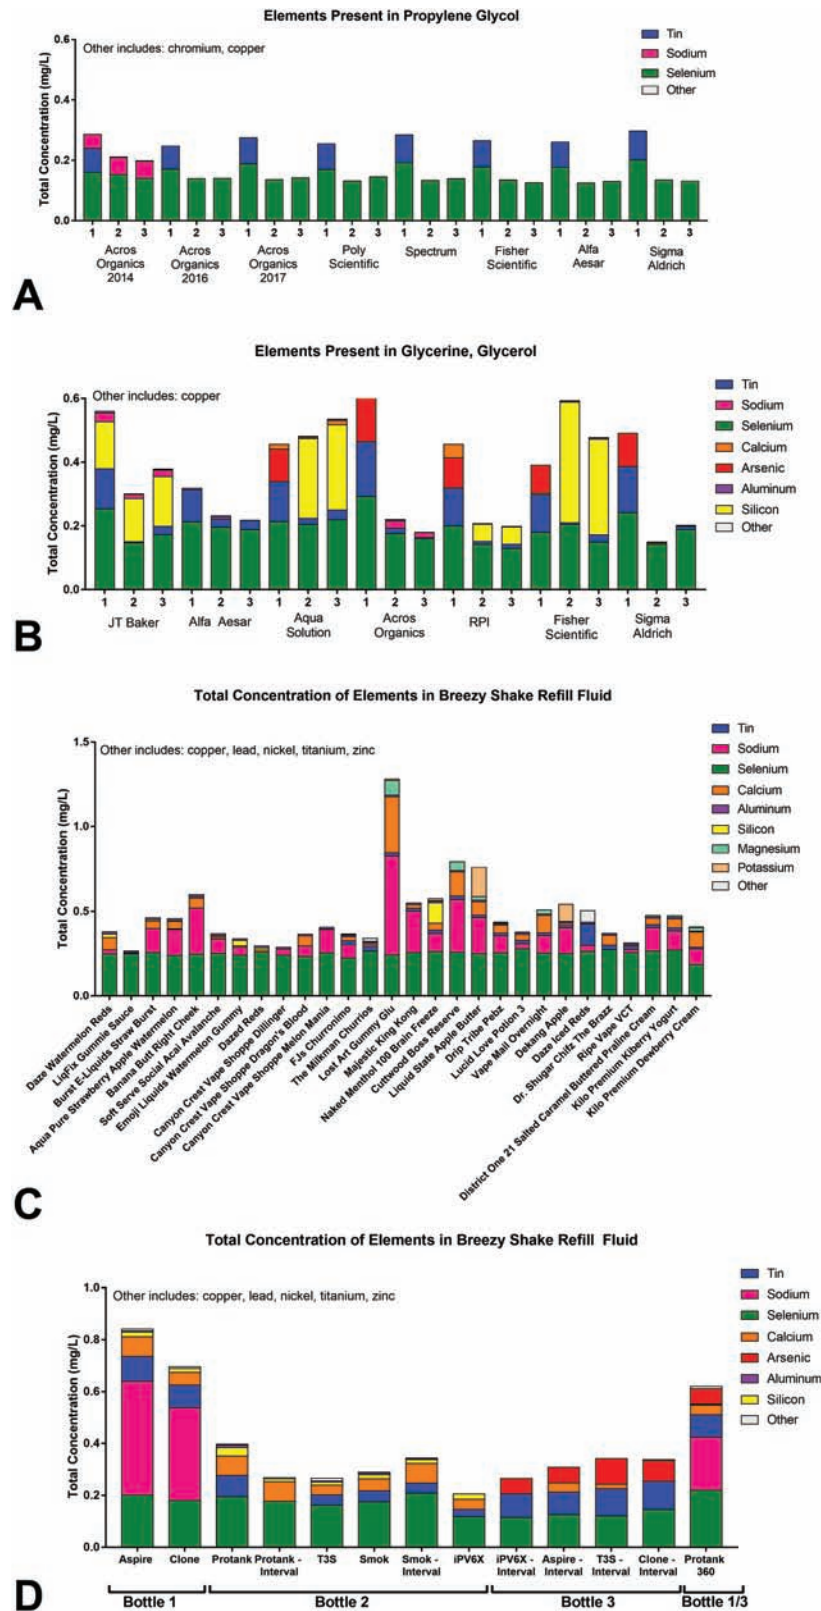 Elements Present in Propylene Glycol
Other includes: chromium, copper
Tin
Sodium
Selenium
Other
Total Concentration (mg/L)
0.6
0.4
0.2
0.0
1 2 3 1 2 3 1 2 3 1 2 3 1 2 3 1 2 3 1 2 3 1 2 3
Acros Organics 2014
Acros Organics 2016
Acros Organics 2017
Poly Scientific
Spectrum
Fisher Scientific
Alfa Aesar
Sigma Aldrich
A
Elements Present in Glycerine, Glycerol
Other includes: copper
Tin
Sodium
Selenium
Calcium
Arsenic
Aluminum
Silicon
Other
Total Concentration (mg/L)
0.6
0.4
0.2
0.0
1 2 3 1 2 3 1 2 3 1 2 3 1 2 3 1 2 3 1 2 3
JT Baker
Alfa Aesar
Aqua Solution
Acros Organics
RPI
Fisher Scientific
Sigma Aldrich
B
Total Concentration of Elements in Breezy Shake Refill Fluid
Other includes: copper, lead, nickel, titanium, zinc
Tin
Sodium
Selenium
Calcium
Aluminum
Silicon
Magnesium
Potassium
Other
Total Concentration (mg/L)
1.5
1.0
0.5
0.0
Daze Watermelon Reds
LiqFix Gummie Sauce
Burst E-Liquids Straw Burst
Aqua Pure Strawberry Apple Watermelon
Banana Butt Right Cheek
Soft Serve Social Acai Avalanche
Emoji Liquids Watermelon Gummy
Dazed Reds
Canyon Crest Vape Shoppe Dillinger
Canyon Crest Vape Shoppe Dragon's Blood
Canyon Crest Vape Shoppe Melon Mania
FJs Churronimo
The Milkman Churrios
Lost Art Gummy Glu
Majestic King Kong
Naked Menthol 100 Brain Freeze
Cuttwood Boss Reserve
Liquid State Apple Butter
Drip Tribe Pebz
Lucid Love Potion 3
Vape Mail Overnight
Dekang Apple
Daze Iced Reds
Dr. Shugar Chitz The Brazz
Ripe Vape VCT
District One 21 Salted Caramel Buttered Praline Cream
Kilo Premium Kiberry Yogurt
Kilo Premium Dewberry Cream
C
Total Concentration of Elements in Breezy Shake Refill Fluid
Other includes: copper, lead, nickel, titanium, zinc
Tin
Sodium
Selenium
Calcium
Arsenic
Aluminum
Silicon
Other
Total Concentration (mg/L)
1.0
0.8
0.6
0.4
0.2
0.0
Aspire
Clone
Protank
Protank - Interval
T3S
Smok
Smok - Interval
iPV6X
iPV6X - Interval
Aspire - Interval
T3S - Interval
Clone - Interval
Protank 360
Bottle 1
Bottle 2
Bottle 3
Bottle 1/3
D